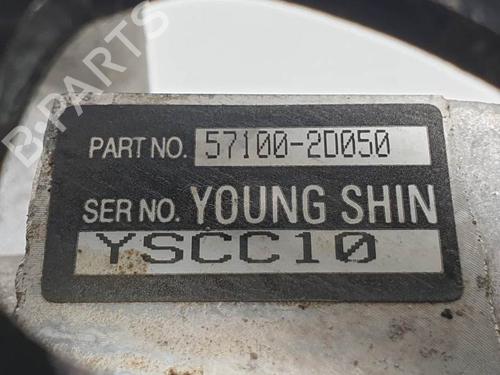 B-PARTS
PART NO. 57100-2D050
SER NO. YOUNG SHIN
YSCC10